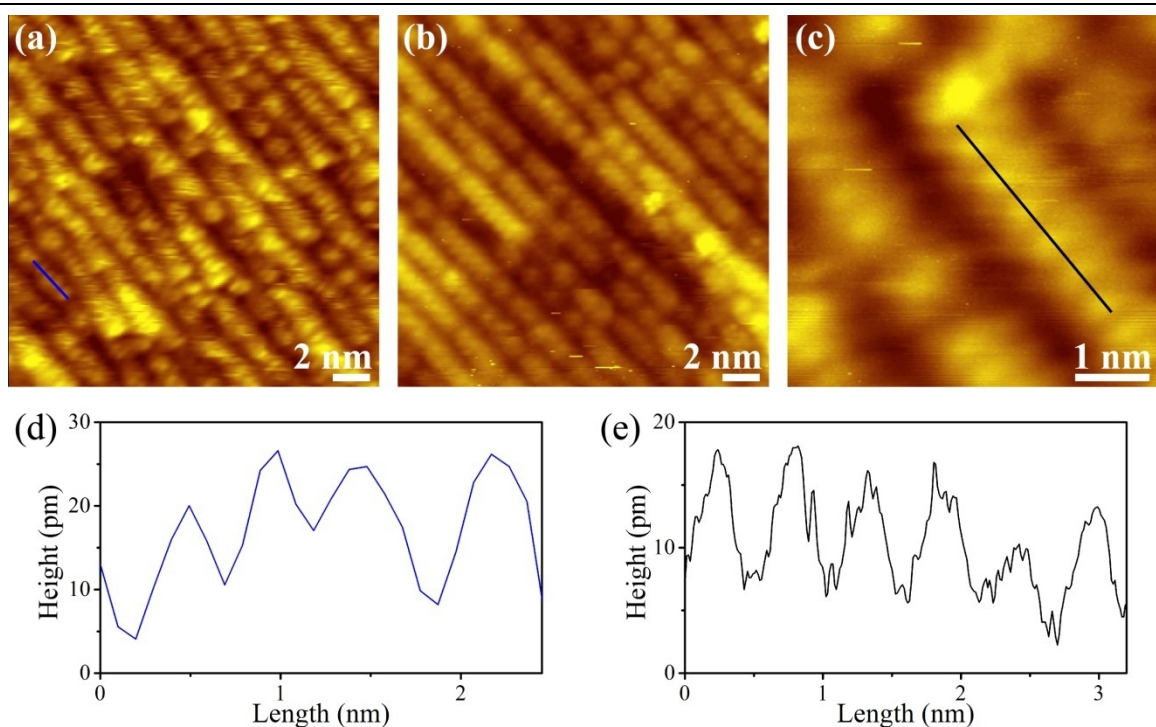 (a)
2 nm
(b)
2 nm
(c)
1 nm
(d)
30
20
10
0
Height (pm)
0
1
2
Length (nm)
(e)
20
10
0
Height (pm)
0
1
2
3
Length (nm)